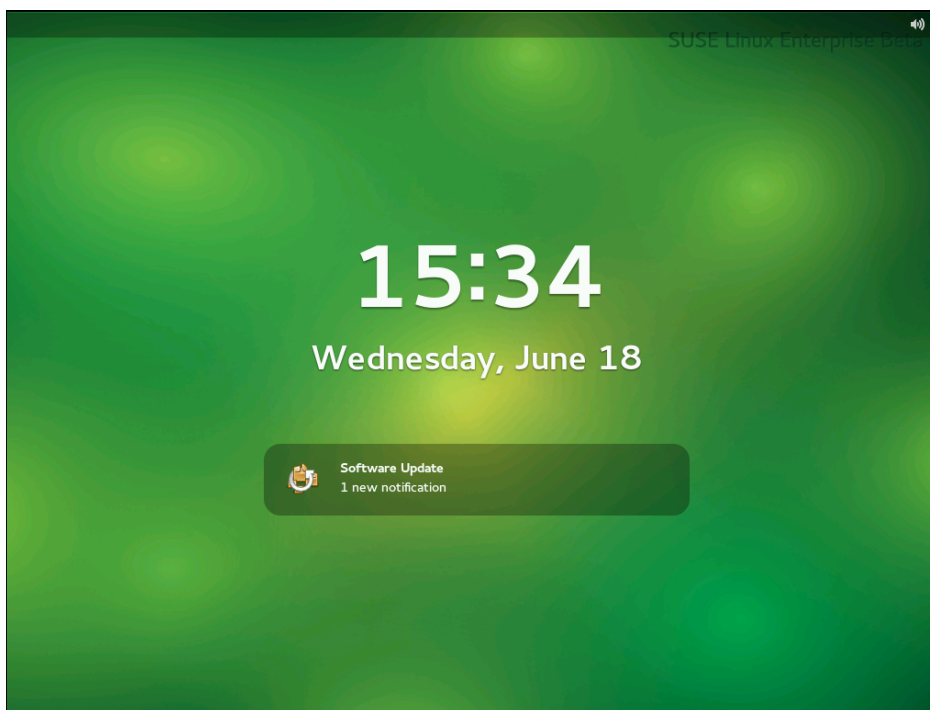 SUSE Linux Enterprise Beta
15:34
Wednesday, June 18
Software Update
1 new notification